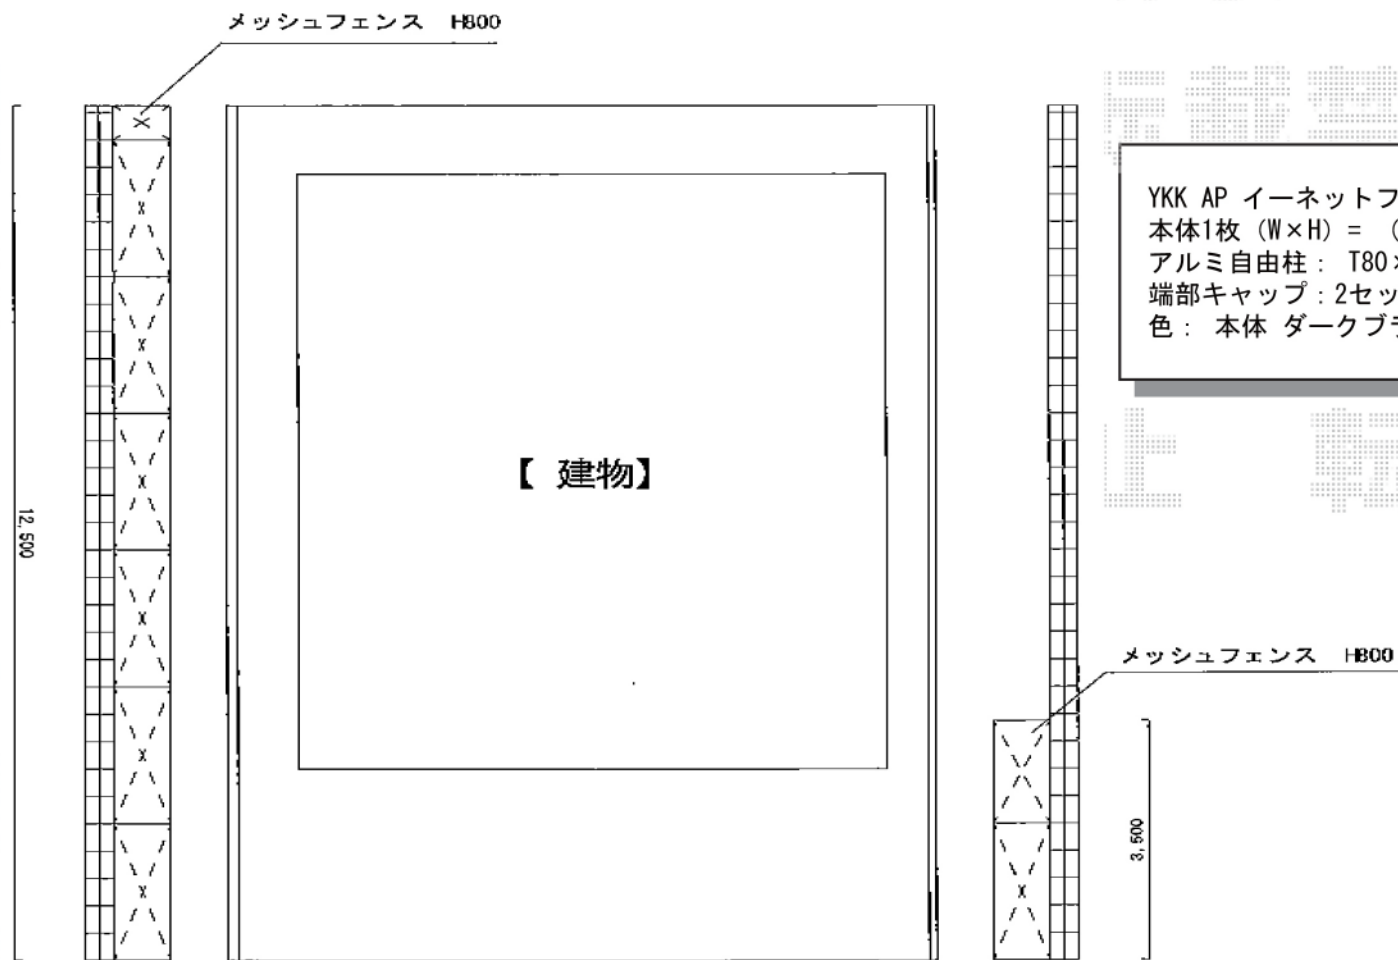 メッシュフェンス H800
12,500
【 建物】
YKK AP イーネットフ
本体1枚（W×H）= （
アルミ自由柱： T80×
端部キャップ：2セッ
色： 本体 ダークブラ
メッシュフェンス H800
3,500